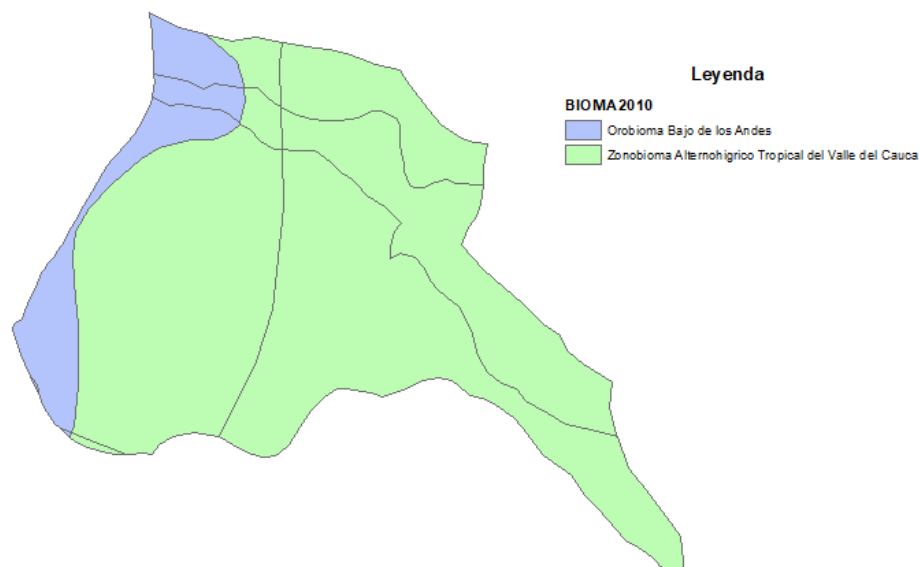 Leyenda
BIOMA2010
Orobioma Bajo de los Andes
Zonobioma Alternohigrico Tropical del Valle del Cauca